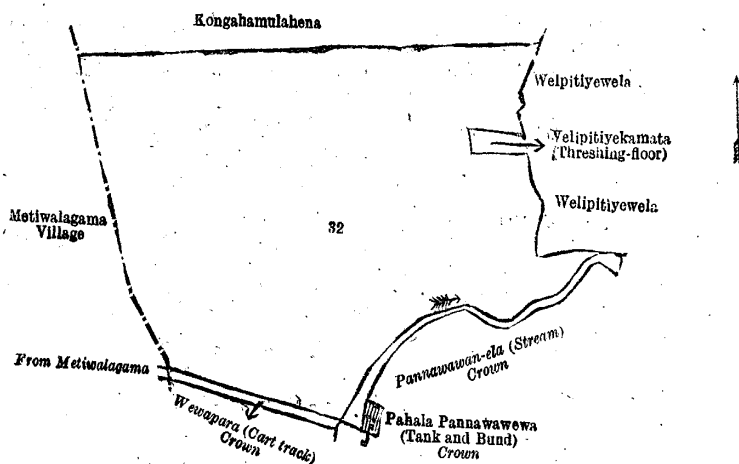 Kongahamulahena
Welpitiyewela
Velipitiyekamata
(Threshing-floor)
Welipitiyewela
Metiwalagama
Village
32
From Metiwalagama
Pannawawan-ela (Stream)
Crown
Wewapara (Cart track)
Crown
Pahala Pannawawewa
(Tank and Bund)
Crown